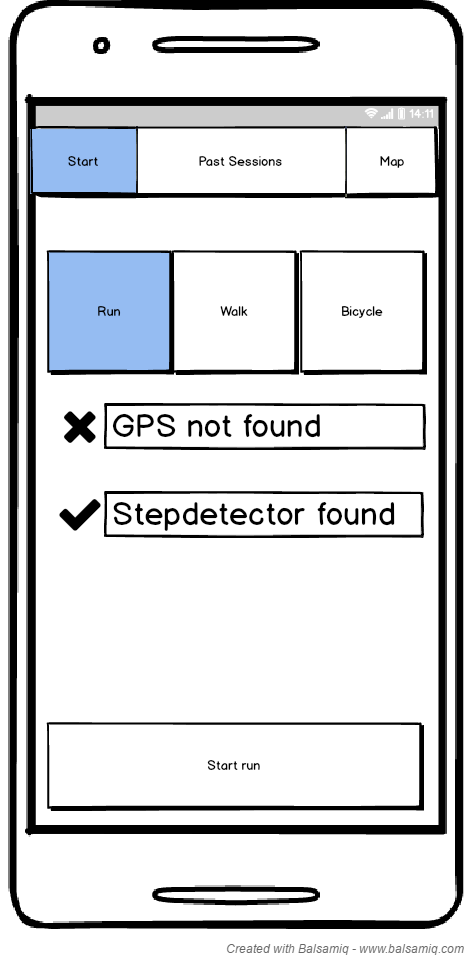 14:11
Start Past Sessions Map
Run Walk Bicycle
GPS not found
Stepdetector found
Start run
Created with Balsamiq - www.balsamiq.com